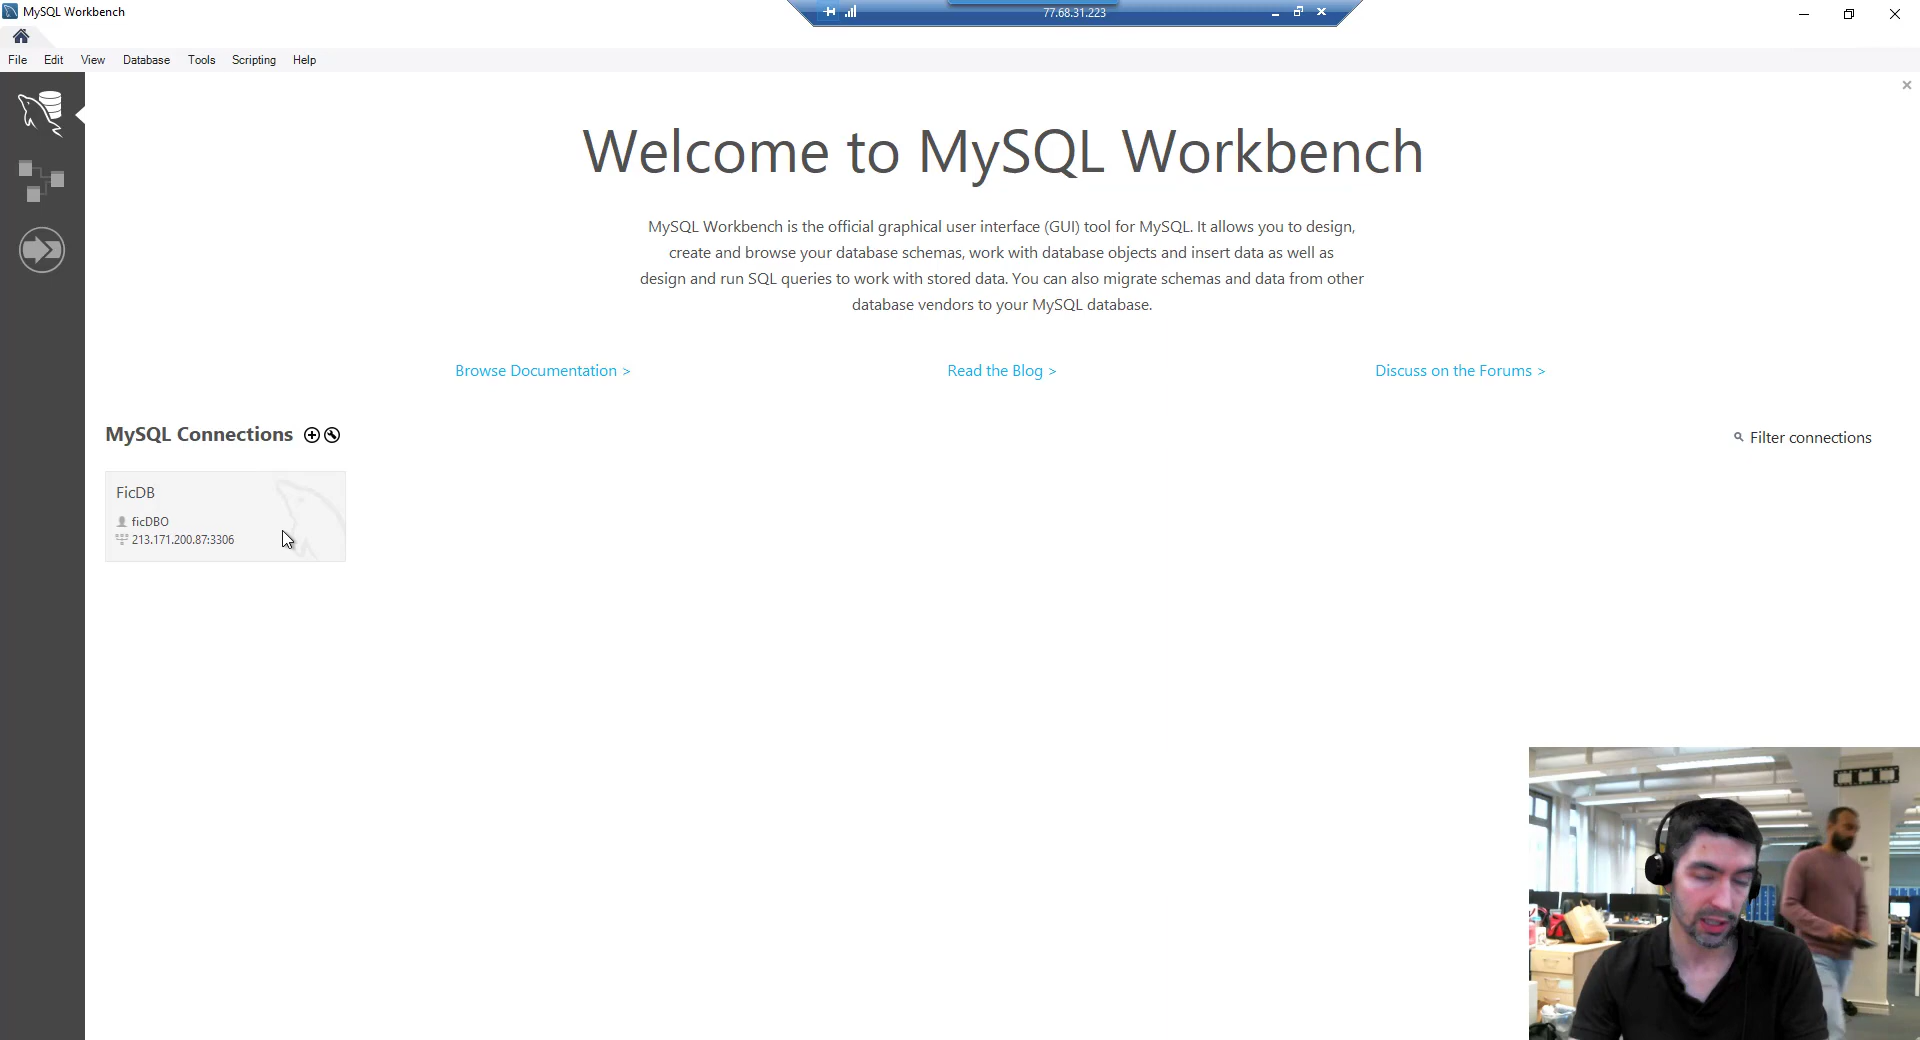 MySQL Workbench
77.68.31.223
File Edit View Database Tools Scripting Help
Welcome to MySQL Workbench
MySQL Workbench is the official graphical user interface (GUI) tool for MySQL. It allows you to design,
create and browse your database schemas, work with database objects and insert data as well as
design and run SQL queries to work with stored data. You can also migrate schemas and data from other
database vendors to your MySQL database.
Browse Documentation >
Read the Blog >
Discuss on the Forums >
MySQL Connections
Filter connections
FicDB
ficDBO
213.171.200.87:3306